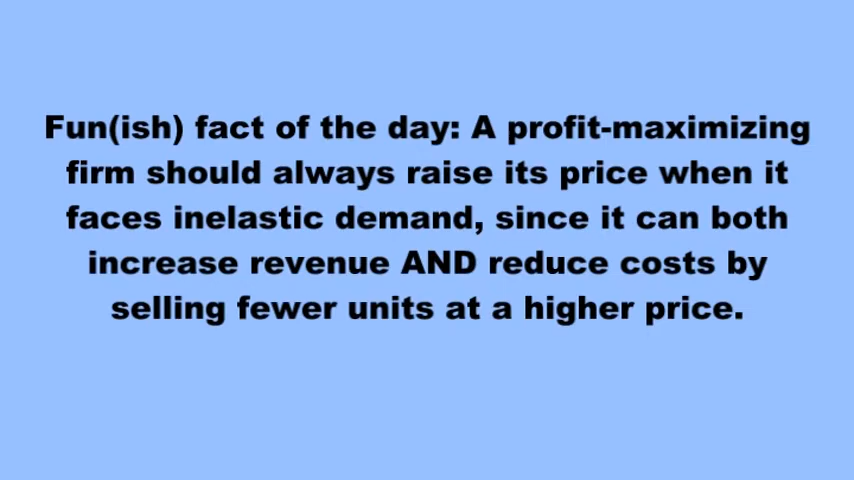 Fun(ish) fact of the day: A profit-maximizing
firm should always raise its price when it
faces inelastic demand, since it can both
increase revenue AND reduce costs by
selling fewer units at a higher price.